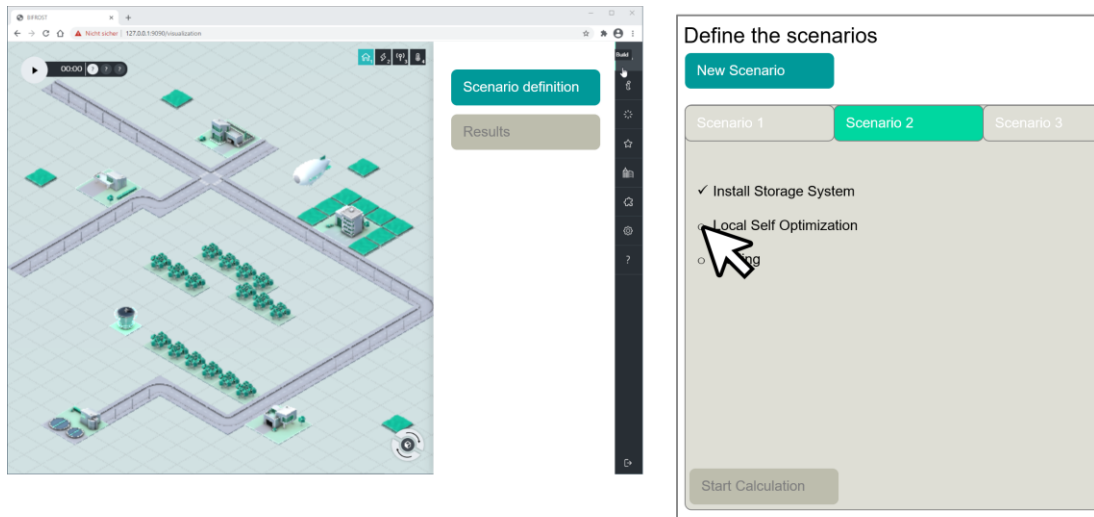 BIFROST
Nicht sicher | 127.0.0.1:9090/visualization
00:00 ? ? ?
Build
Scenario definition
Results
?
Define the scenarios
New Scenario
Scenario 1 Scenario 2 Scenario 3
Install Storage System
Local Self Optimization
Start Calculation